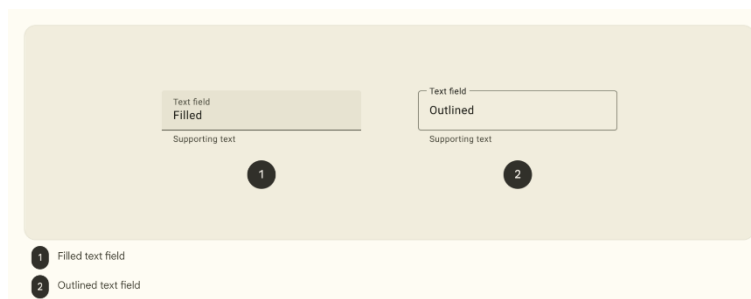 Text field
Filled
Supporting text
1
Text field
Outlined
Supporting text
2
1 Filled text field
2 Outlined text field